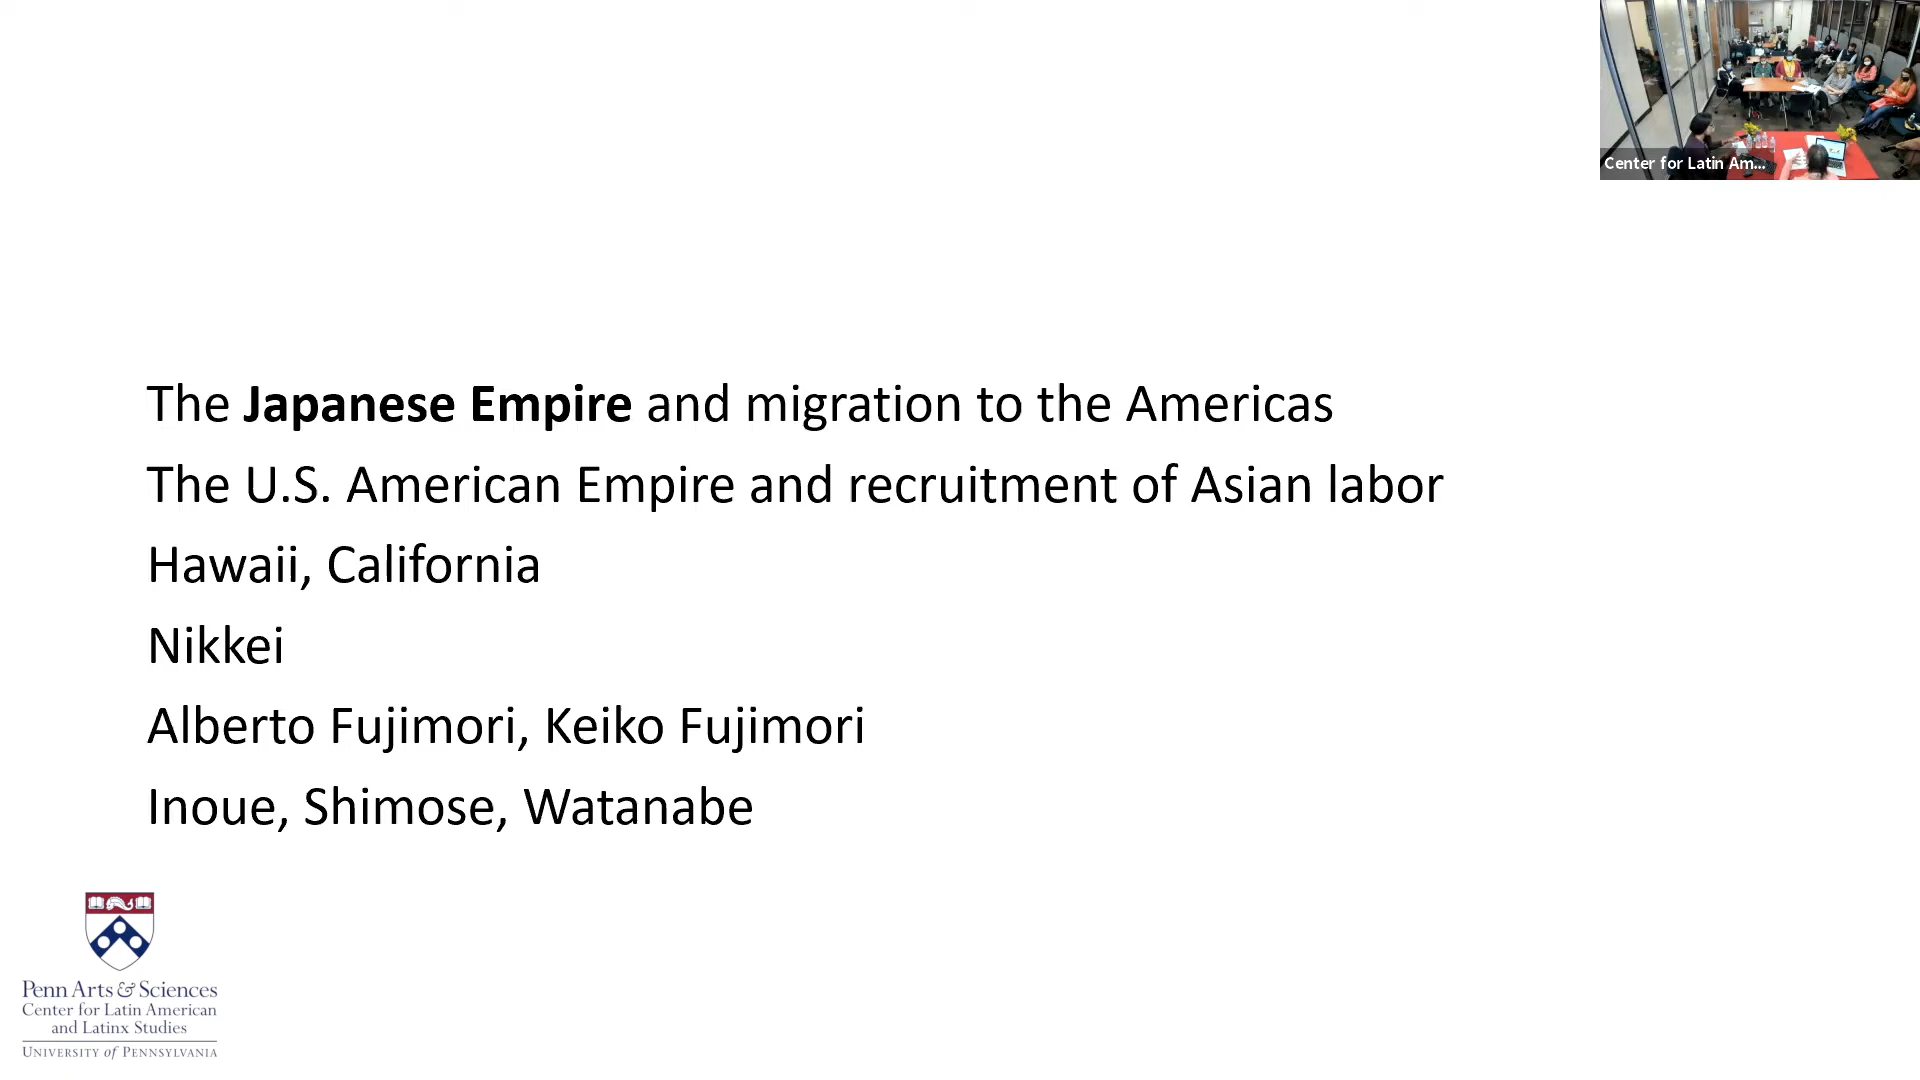 Center for Latin Am...
The Japanese Empire and migration to the Americas
The U.S. American Empire and recruitment of Asian labor
Hawaii, California
Nikkei
Alberto Fujimori, Keiko Fujimori
Inoue, Shimose, Watanabe
Penn Arts & Sciences
Center for Latin American
and Latinx Studies
University of Pennsylvania